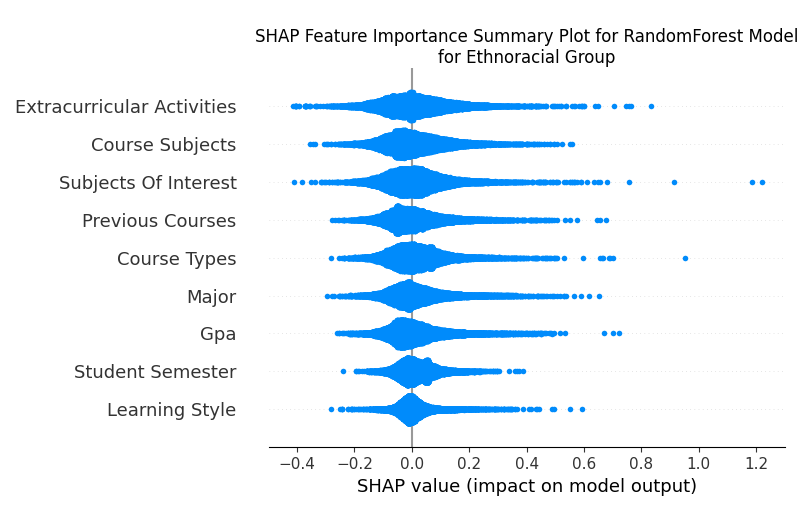 SHAP Feature Importance Summary Plot for RandomForest Model
for Ethnoracial Group
Extracurricular Activities
Course Subjects
Subjects Of Interest
Previous Courses
Course Types
Major
Gpa
Student Semester
Learning Style
−0.4 −0.2 0.0 0.2 0.4 0.6 0.8 1.0 1.2
SHAP value (impact on model output)